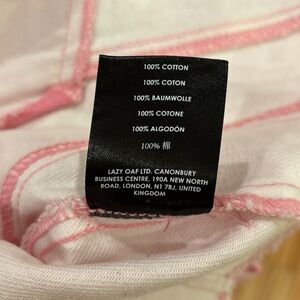 100% COTTON
100% COTON
100% BAUMWOLLE
100% COTONE
100% ALGODÓN
100% 棉
LAZY OAF LTD. CANONBURY
BUSINESS CENTRE, 190A NEW NORTH
ROAD, LONDON, N1 7BJ, UNITED
KINGDOM